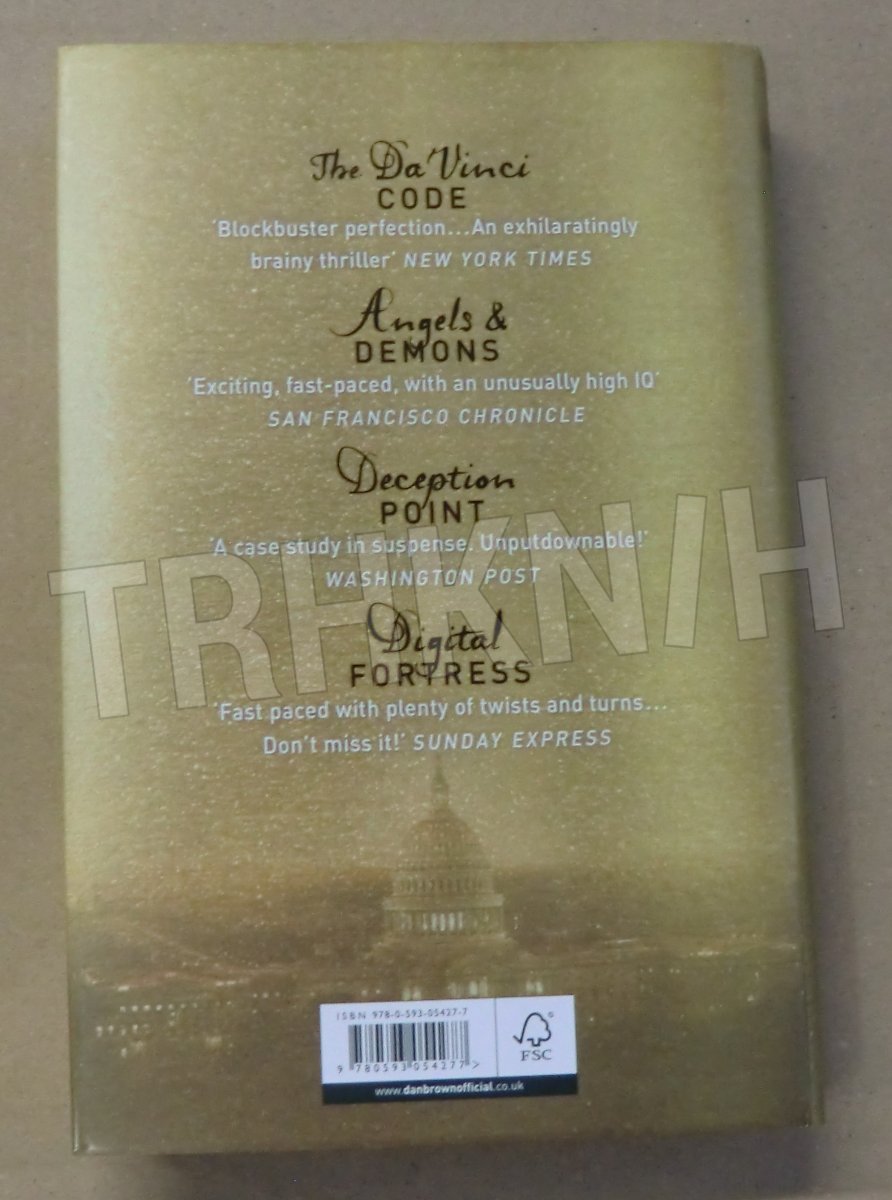 The Da Vinci
CODE
'Blockbuster perfection...An exhilaratingly
brainy thriller' NEW YORK TIMES
Angels &
DEMONS
'Exciting, fast-paced, with an unusually high IQ'
SAN FRANCISCO CHRONICLE
Deception
POINT
'A case study in suspense. Unputdownable!'
WASHINGTON POST
TRHKNIH
Digital
FORTRESS
'Fast paced with plenty of twists and turns...
Don't miss it!' SUNDAY EXPRESS
ISBN 978-0-593-05427-7
9 780593 054277 >
FSC®
www.danbrownofficial.co.uk